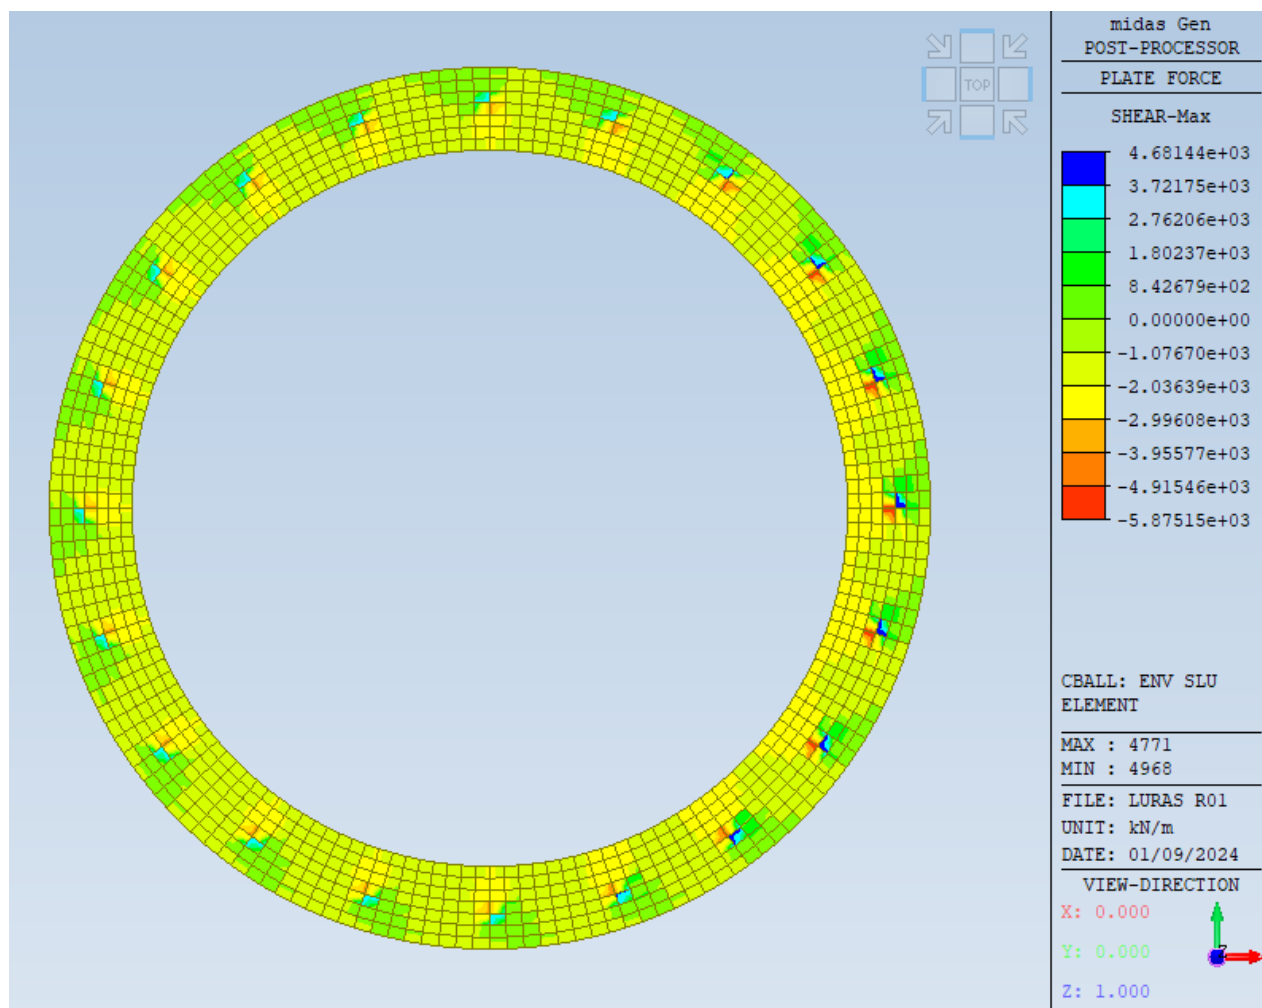 TOP
midas Gen
POST-PROCESSOR
PLATE FORCE
SHEAR-Max
4.68144e+03
3.72175e+03
2.76206e+03
1.80237e+03
8.42679e+02
0.00000e+00
-1.07670e+03
-2.03639e+03
-2.99608e+03
-3.95577e+03
-4.91546e+03
-5.87515e+03
CBALL: ENV SLU
ELEMENT
MAX : 4771
MIN : 4968
FILE: LURAS R01
UNIT: kN/m
DATE: 01/09/2024
VIEW-DIRECTION
X: 0.000
Y: 0.000
Z: 1.000
Z